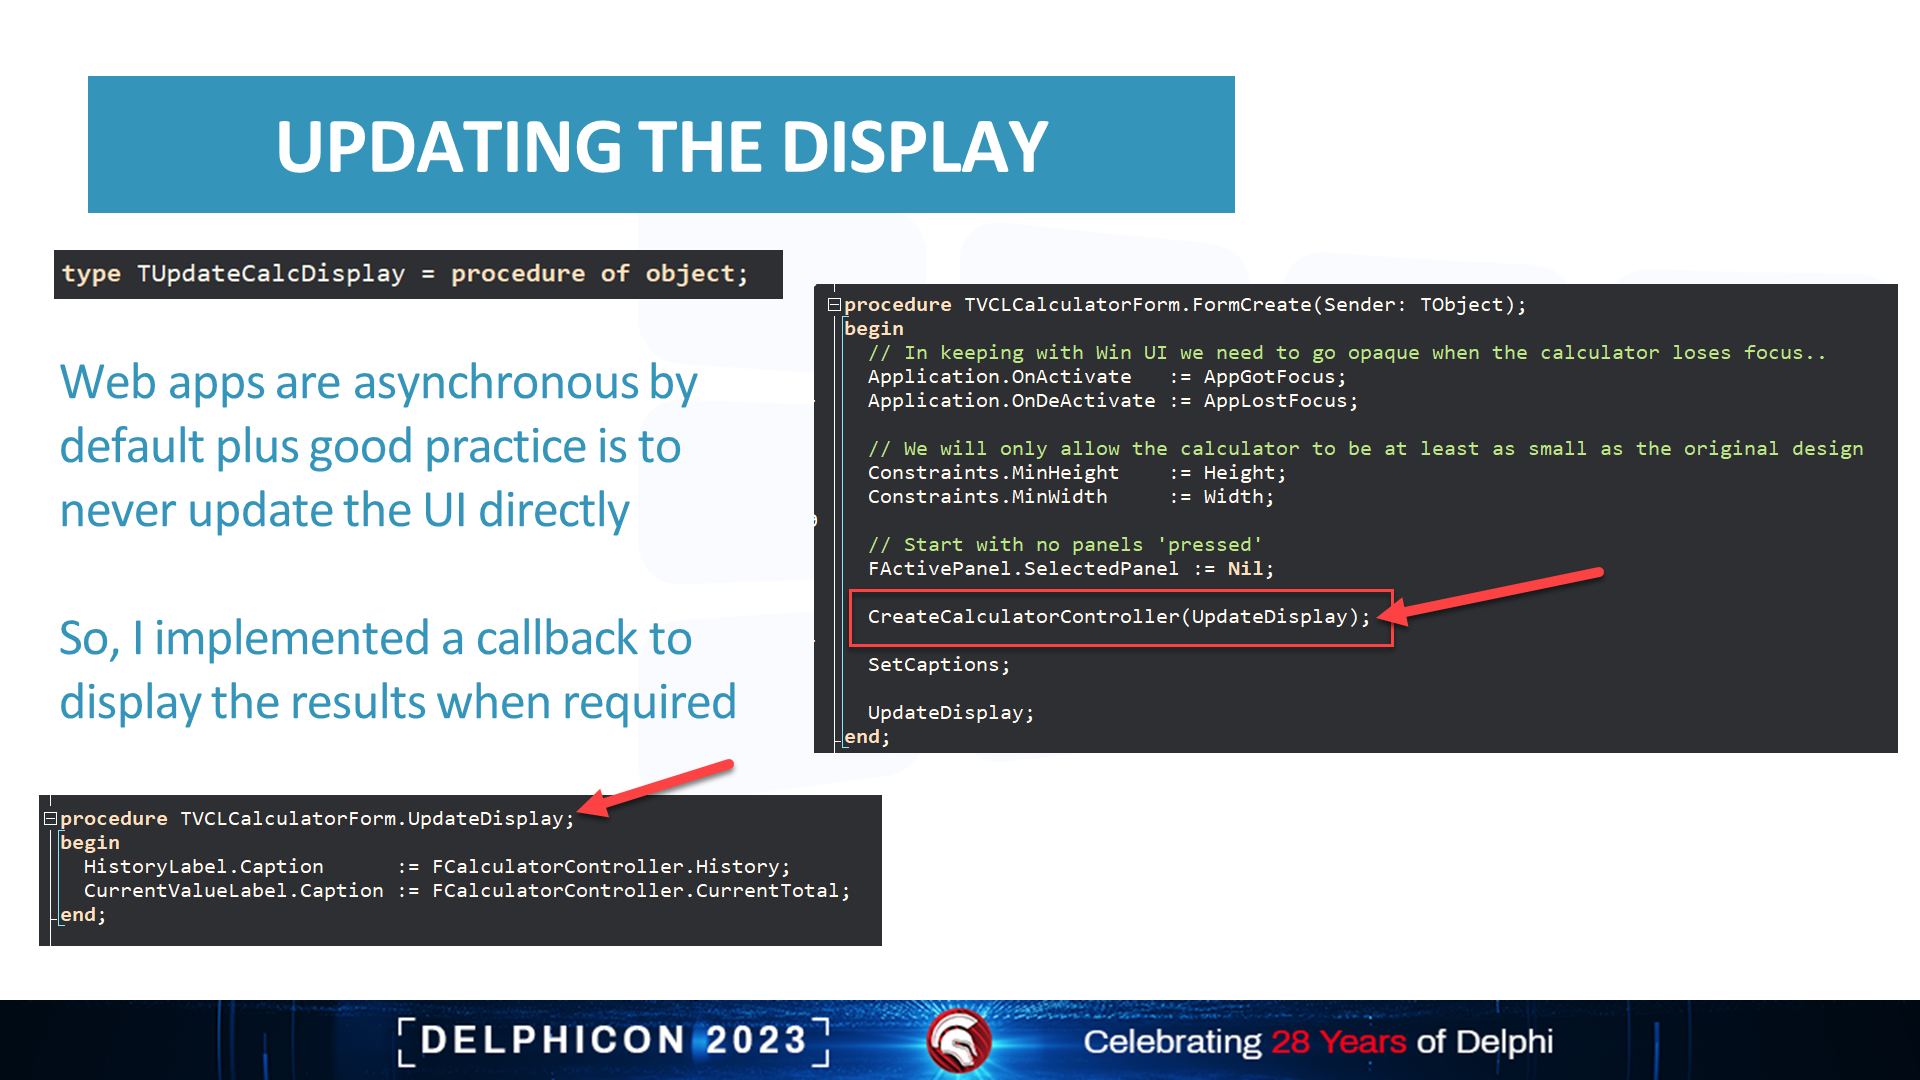 UPDATING THE DISPLAY
type TUpdateCalcDisplay = procedure of object;
Web apps are asynchronous by
default plus good practice is to
never update the UI directly
So, I implemented a callback to
display the results when required
procedure TVCLCalculatorForm.FormCreate(Sender: TObject);
begin
  // In keeping with Win UI we need to go opaque when the calculator loses focus..
  Application.OnActivate   := AppGotFocus;
  Application.OnDeActivate := AppLostFocus;
  // We will only allow the calculator to be at least as small as the original design
  Constraints.MinHeight    := Height;
  Constraints.MinWidth     := Width;
  // Start with no panels 'pressed'
  FActivePanel.SelectedPanel := Nil;
  CreateCalculatorController(UpdateDisplay);
  SetCaptions;
  UpdateDisplay;
end;
procedure TVCLCalculatorForm.UpdateDisplay;
begin
  HistoryLabel.Caption      := FCalculatorController.History;
  CurrentValueLabel.Caption := FCalculatorController.CurrentTotal;
end;
DELPHICON 2023
Celebrating 28 Years of Delphi